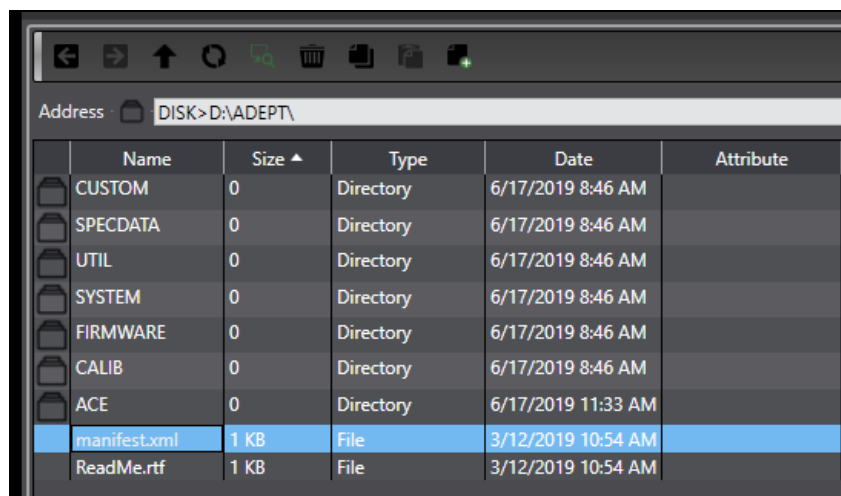 Address DISK>D:\ADEPT\
Name Size Type Date Attribute
CUSTOM 0 Directory 6/17/2019 8:46 AM
SPECDATA 0 Directory 6/17/2019 8:46 AM
UTIL 0 Directory 6/17/2019 8:46 AM
SYSTEM 0 Directory 6/17/2019 8:46 AM
FIRMWARE 0 Directory 6/17/2019 8:46 AM
CALIB 0 Directory 6/17/2019 8:46 AM
ACE 0 Directory 6/17/2019 11:33 AM
manifest.xml 1 KB File 3/12/2019 10:54 AM
ReadMe.rtf 1 KB File 3/12/2019 10:54 AM